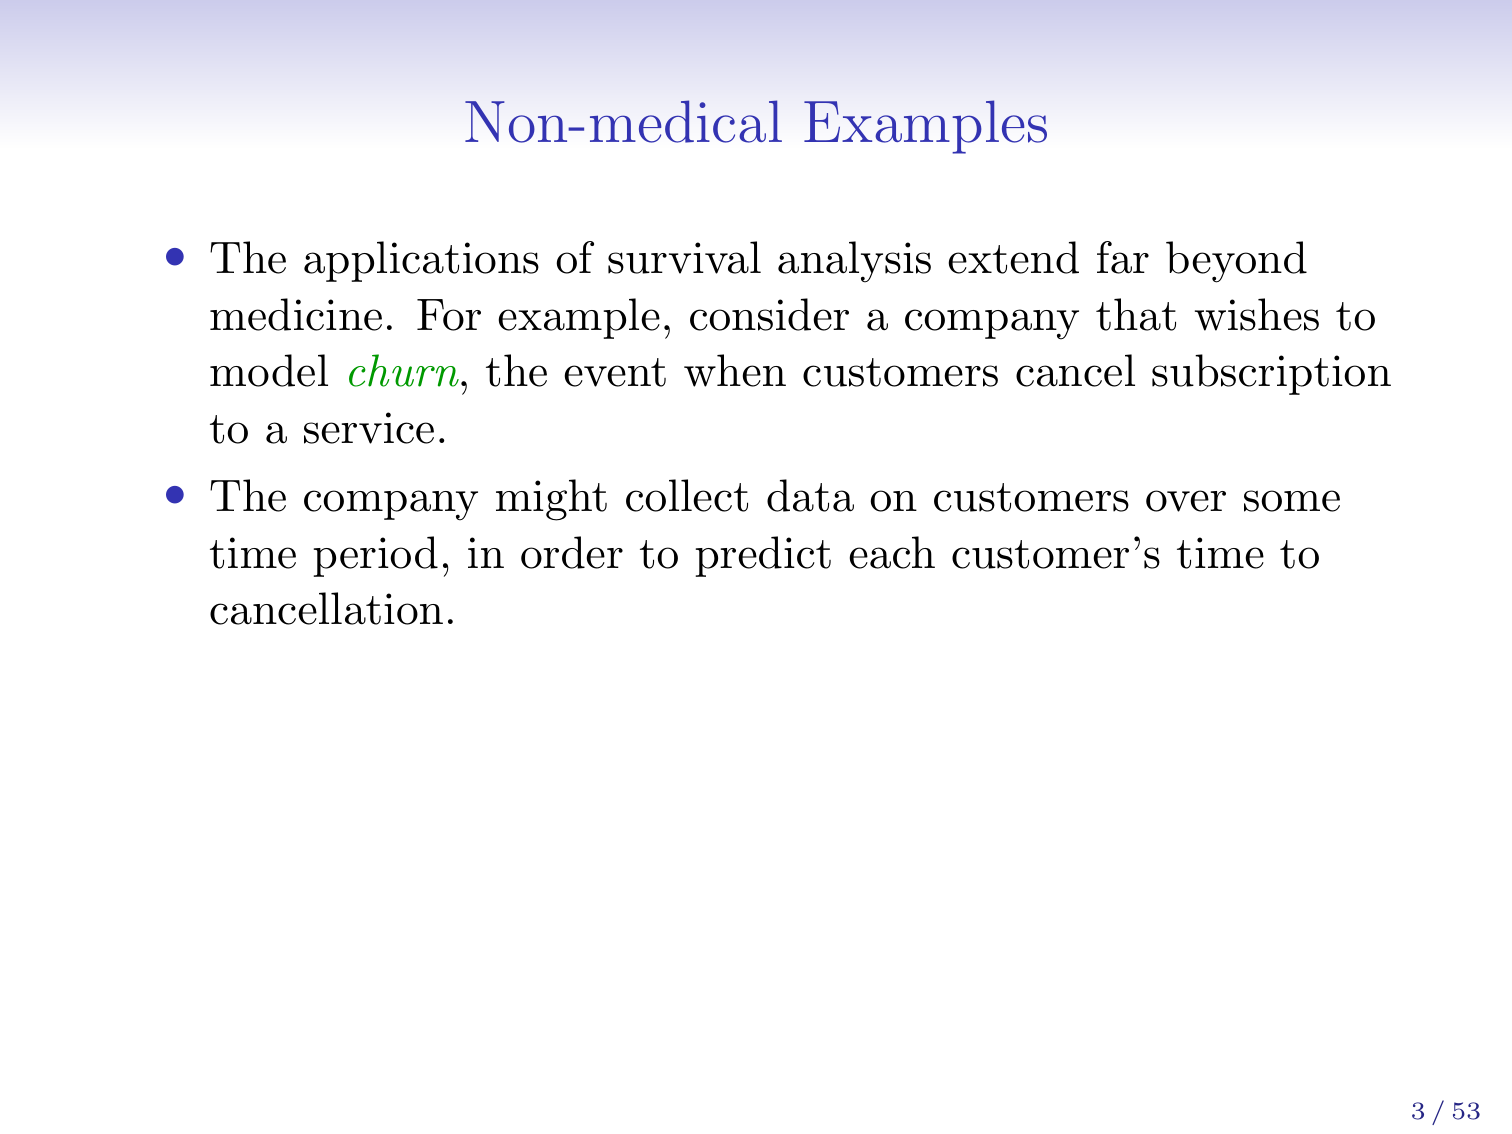 Non-medical Examples
• The applications of survival analysis extend far beyond
medicine. For example, consider a company that wishes to
model churn, the event when customers cancel subscription
to a service.
• The company might collect data on customers over some
time period, in order to predict each customer's time to
cancellation.
3 / 53